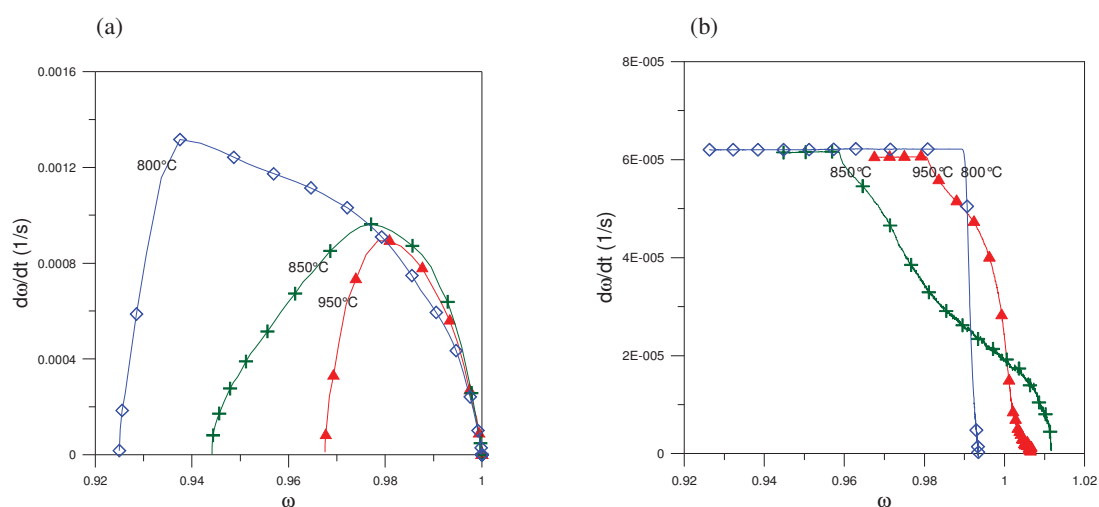 (a)
(b)
0.0016
0.0012
0.0008
0.0004
0
dω/dt (1/s)
800°C
850°C
950°C
0.92
0.94
0.96
0.98
1
ω
8E-005
6E-005
4E-005
2E-005
0
dω/dt (1/s)
850°C
950°C
800°C
0.92
0.94
0.96
0.98
1
1.02
ω